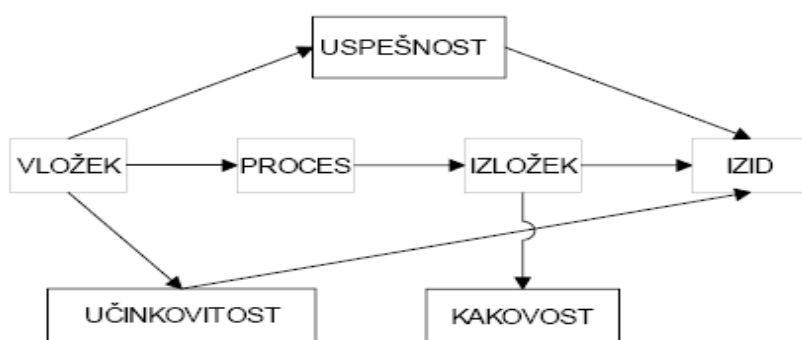 USPEŠNOST
VLOŽEK
PROCES
IZLOŽEK
IZID
UČINKOVITOST
KAKOVOST